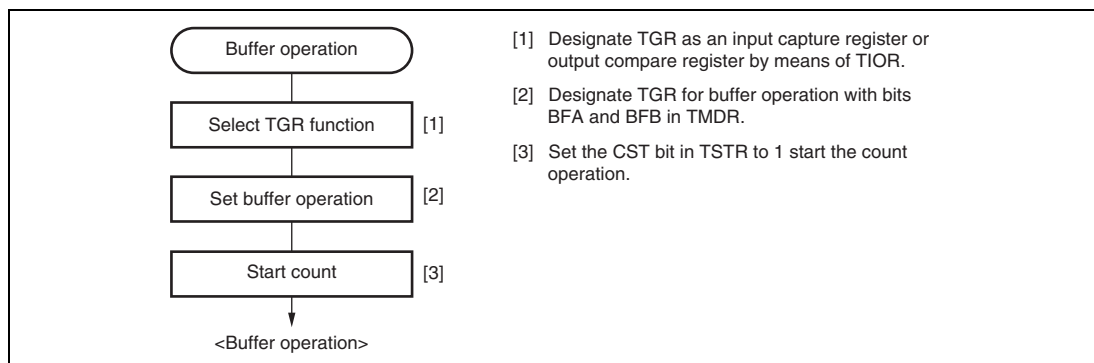 Buffer operation
Select TGR function
[1]
Set buffer operation
[2]
Start count
[3]
<Buffer operation>
[1] Designate TGR as an input capture register or
output compare register by means of TIOR.
[2] Designate TGR for buffer operation with bits
BFA and BFB in TMDR.
[3] Set the CST bit in TSTR to 1 start the count
operation.